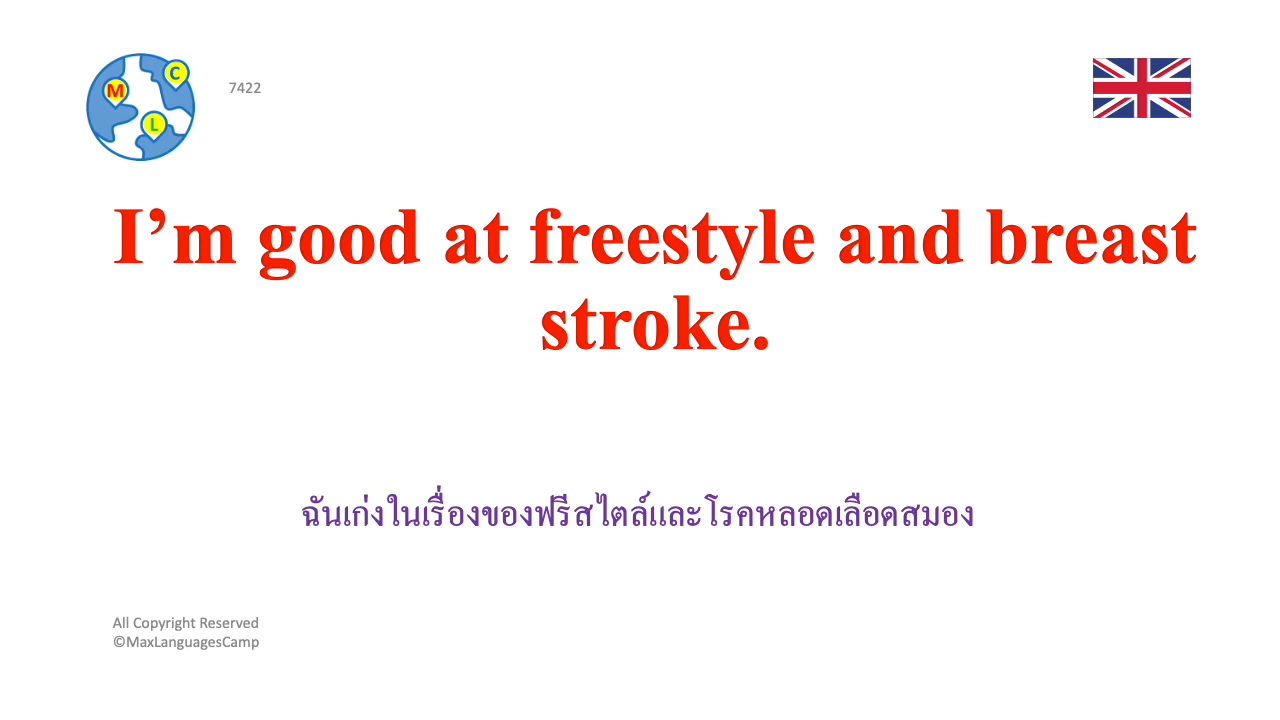 M
C
L
7422
I’m good at freestyle and breast
stroke.
ฉันเก่งในเรื่องของฟรีสไตล์และโรคหลอดเลือดสมอง
All Copyright Reserved
©MaxLanguagesCamp